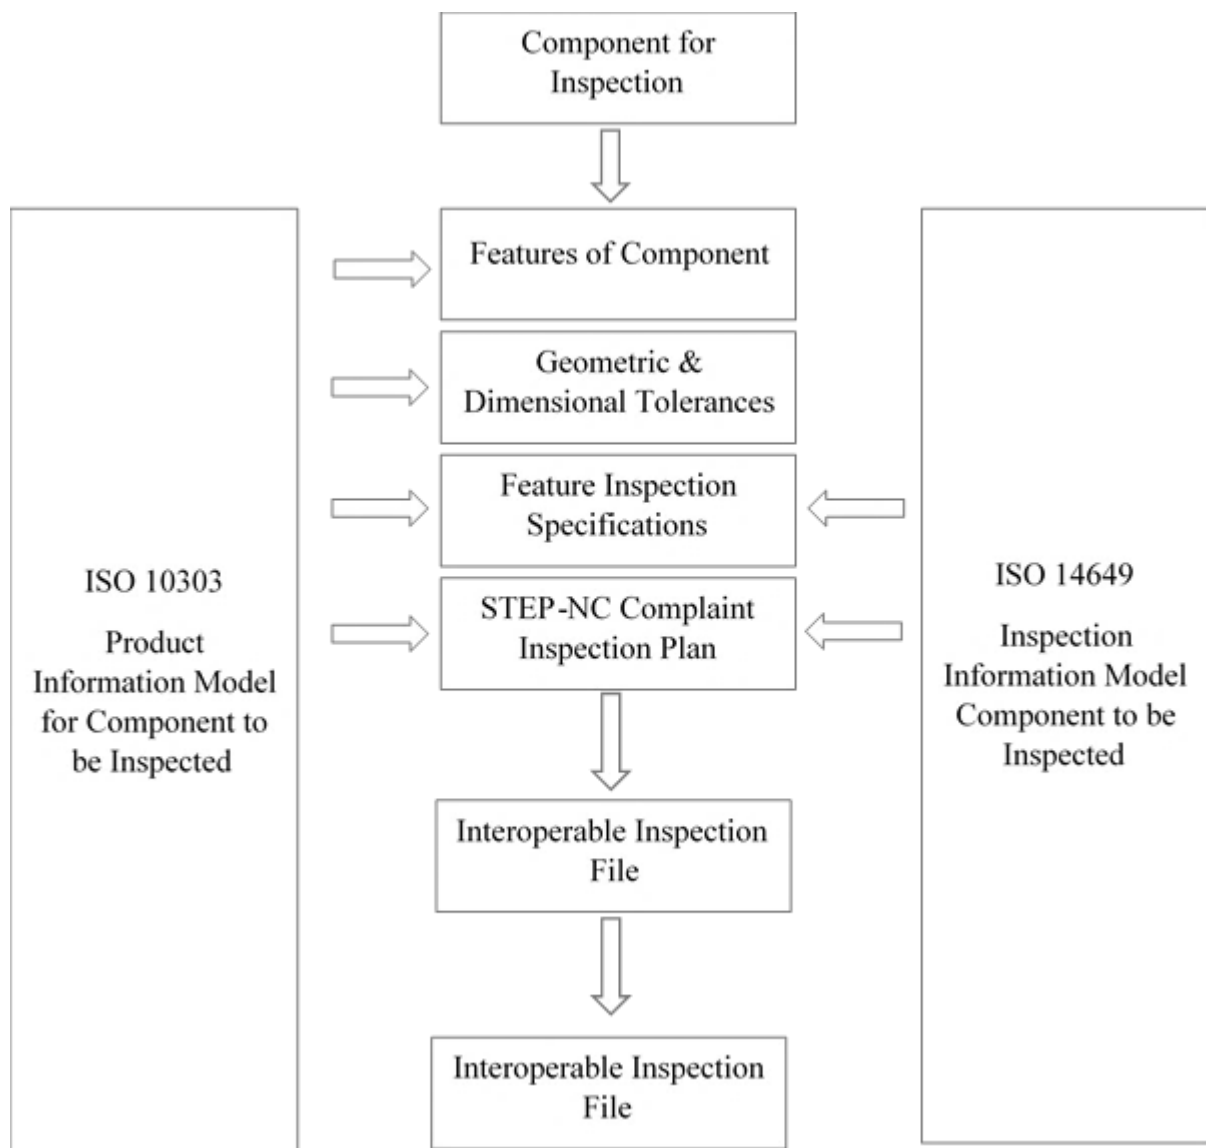 Component for
Inspection
Features of Component
Geometric &
Dimensional Tolerances
Feature Inspection
Specifications
STEP-NC Complaint
Inspection Plan
Interoperable Inspection
File
Interoperable Inspection
File
ISO 10303
Product
Information Model
for Component to
be Inspected
ISO 14649
Inspection
Information Model
Component to be
Inspected